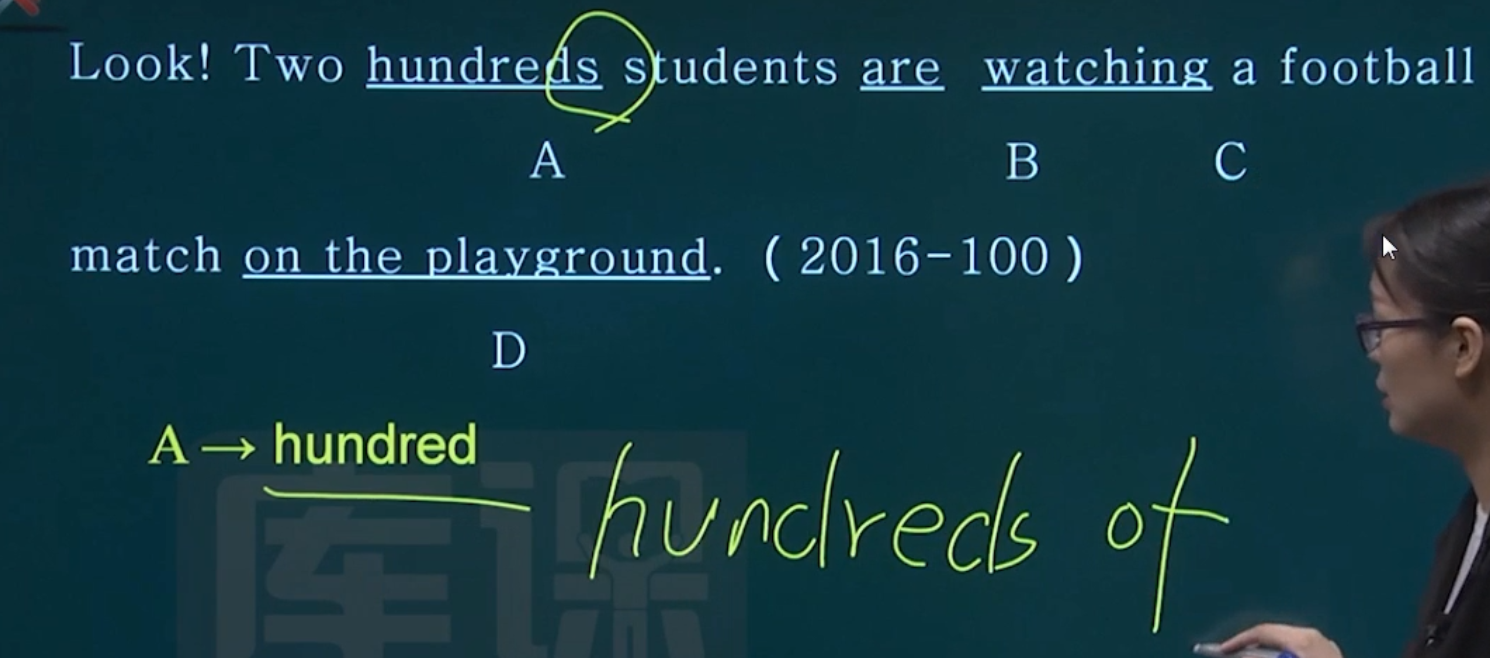 Look! Two hundreds students are watching a football
A B C
match on the playground. (2016-100)
D
A → hundred
hundreds of
库课